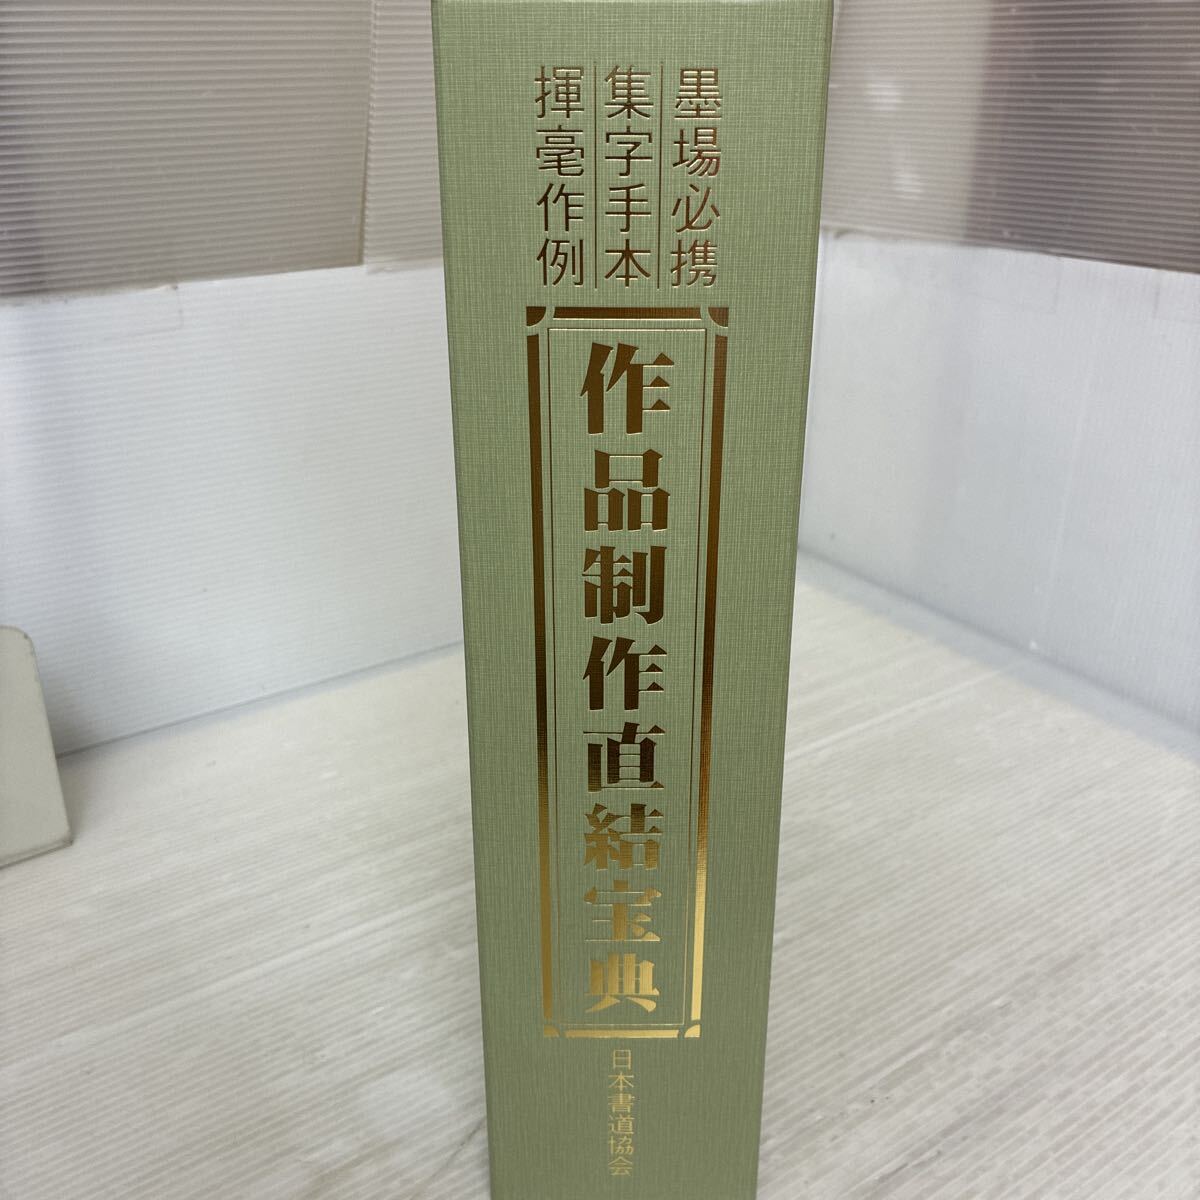 墨場必携
集字手本
揮毫作例
作品制作直結宝典
日本書道協会